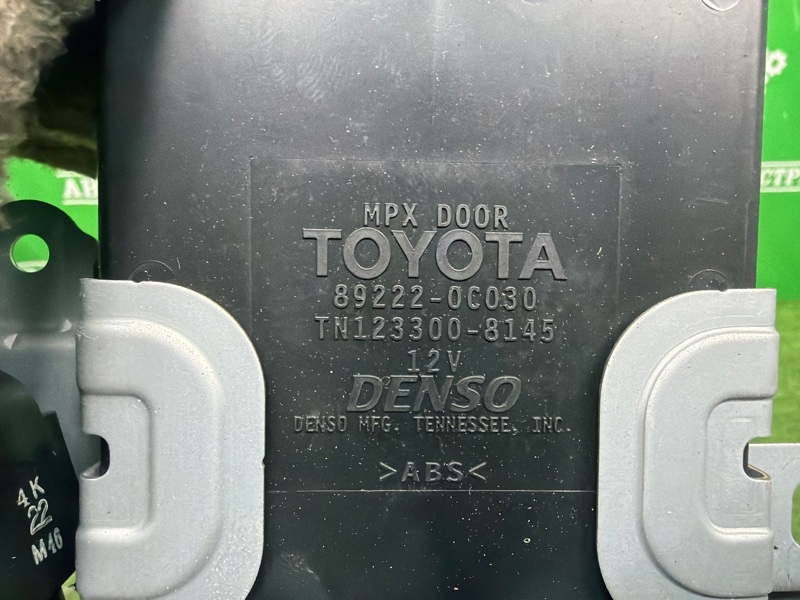 MPX DOOR
TOYOTA
89222-0C030
TN123300-8145
12V
DENSO
DENSO MFG. TENNESSEE, INC.
>ABS<
4K
22
M46